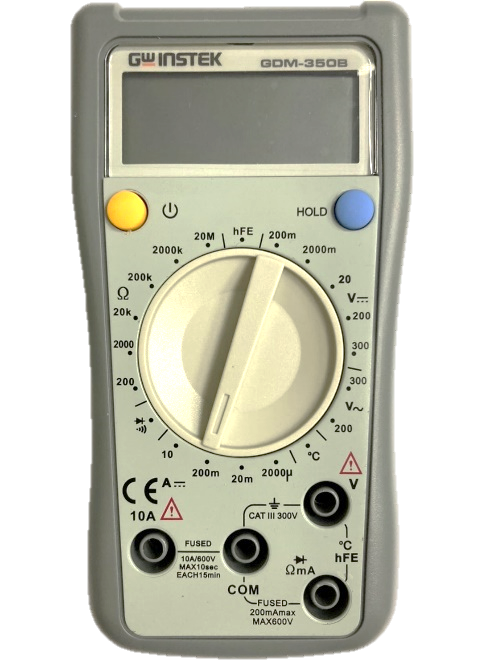 GWINSTEK GDM-350B
HOLD
20M hFE 200m
2000k 2000m
200k 20
Ω V⎓
20k 200
2000 300
200 300
V~
10 200
°C
200m 20m 2000µ
CE A⎓ V
10A CAT III 300V
FUSED
10A/600V
MAX10sec
EACH15min
°C
hFE
ΩmA
COM
FUSED
200mAmax
MAX600V